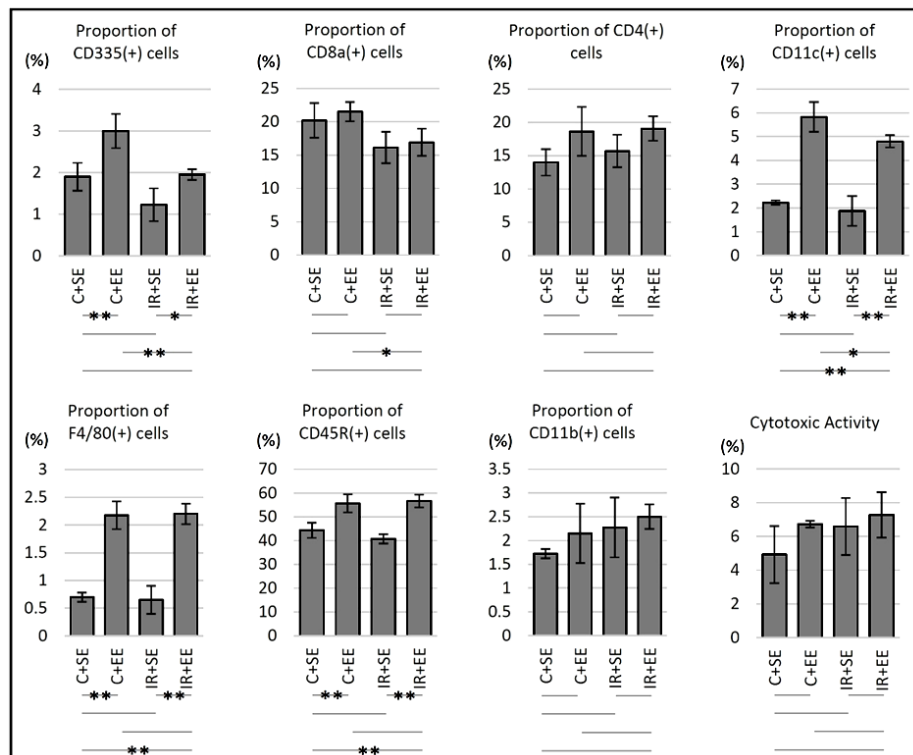 Proportion of
CD335(+) cells
(%)
4
3
2
1
0
C+SE
C+EE
IR+SE
IR+EE
**
*
**
Proportion of
CD8a(+) cells
(%)
25
20
15
10
5
0
C+SE
C+EE
IR+SE
IR+EE
*
Proportion of CD4(+)
cells
(%)
25
20
15
10
5
0
C+SE
C+EE
IR+SE
IR+EE
Proportion of
CD11c(+) cells
(%)
7
6
5
4
3
2
1
0
C+SE
C+EE
IR+SE
IR+EE
**
**
*
**
Proportion of
F4/80(+) cells
(%)
3
2.5
2
1.5
1
0.5
0
C+SE
C+EE
IR+SE
IR+EE
**
**
**
Proportion of
CD45R(+) cells
(%)
70
60
50
40
30
20
10
0
C+SE
C+EE
IR+SE
IR+EE
**
**
**
Proportion of
CD11b(+) cells
(%)
3.5
3
2.5
2
1.5
1
0.5
0
C+SE
C+EE
IR+SE
IR+EE
Cytotoxic Activity
(%)
10
8
6
4
2
0
C+SE
C+EE
IR+SE
IR+EE